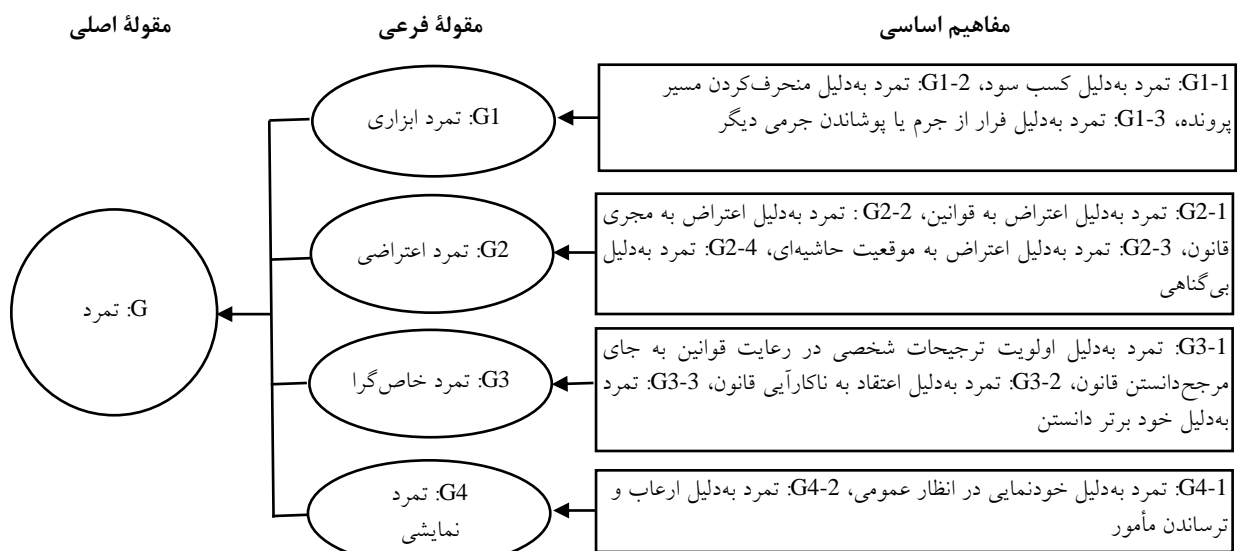 مفاهیم اساسی
مقولهٔ فرعی
مقولهٔ اصلی
G1-1: تمرد به‌دلیل کسب سود، G1-2: تمرد به‌دلیل منحرف‌کردن مسیر
پرونده، G1-3: تمرد به‌دلیل فرار از جرم یا پوشاندن جرمی دیگر
G1: تمرد ابزاری
G2-1: تمرد به‌دلیل اعتراض به قوانین، G2-2 : تمرد به‌دلیل اعتراض به مجری
قانون، G2-3: تمرد به‌دلیل اعتراض به موقعیت حاشیه‌ای، G2-4: تمرد به‌دلیل
بی‌گناهی
G2: تمرد اعتراضی
G: تمرد
G3-1: تمرد به‌دلیل اولویت ترجیحات شخصی در رعایت قوانین به جای
مرجح‌دانستن قانون، G3-2: تمرد به‌دلیل اعتقاد به ناکارآیی قانون، G3-3: تمرد
به‌دلیل خود برتر دانستن
G3: تمرد خاص‌گرا
G4-1: تمرد به‌دلیل خودنمایی در انظار عمومی، G4-2: تمرد به‌دلیل ارعاب و
ترساندن مأمور
G4: تمرد
نمایشی